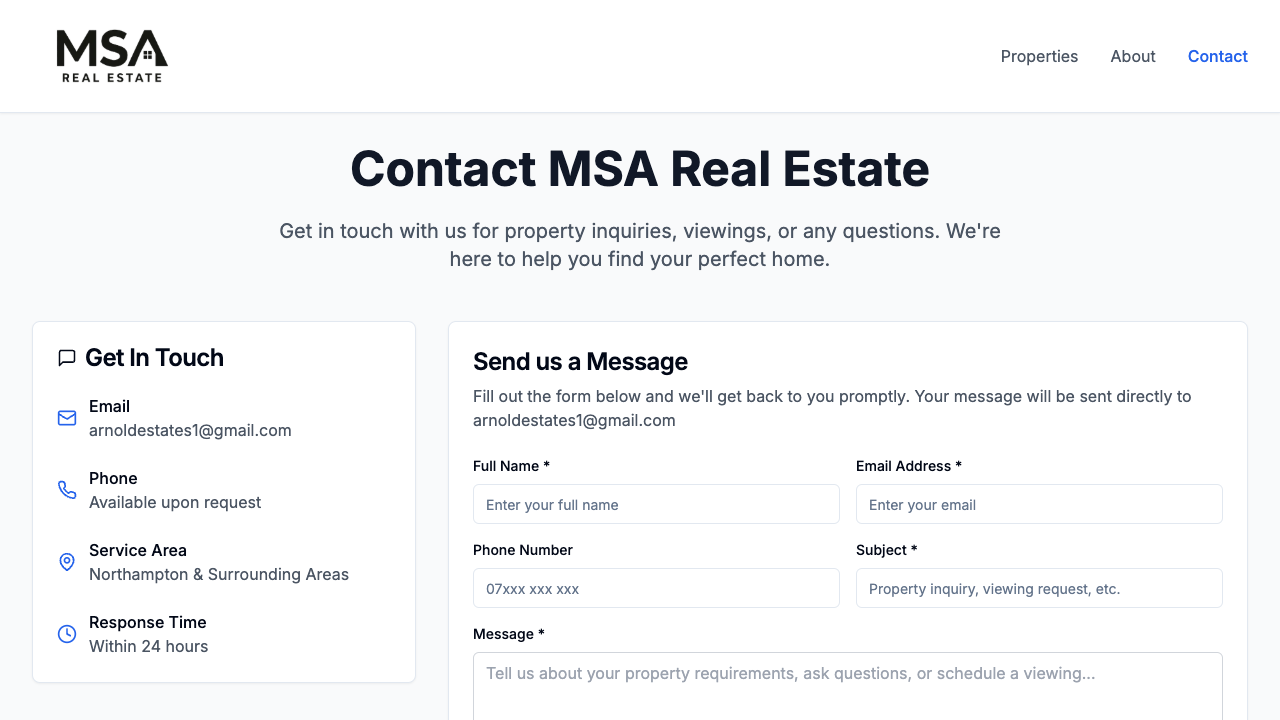 MSA
REAL ESTATE
Properties
About
Contact
Contact MSA Real Estate
Get in touch with us for property inquiries, viewings, or any questions. We're
here to help you find your perfect home.
Get In Touch
Email
arnoldestates1@gmail.com
Phone
Available upon request
Service Area
Northampton & Surrounding Areas
Response Time
Within 24 hours
Send us a Message
Fill out the form below and we'll get back to you promptly. Your message will be sent directly to
arnoldestates1@gmail.com
Full Name *
Email Address *
Enter your full name
Enter your email
Phone Number
Subject *
07xxx xxx xxx
Property inquiry, viewing request, etc.
Message *
Tell us about your property requirements, ask questions, or schedule a viewing...